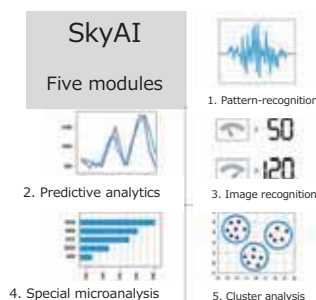 SkyAI
Five modules
1. Pattern-recognition
50
120
2. Predictive analytics
3. Image recognition
4. Special microanalysis
5. Cluster analysis